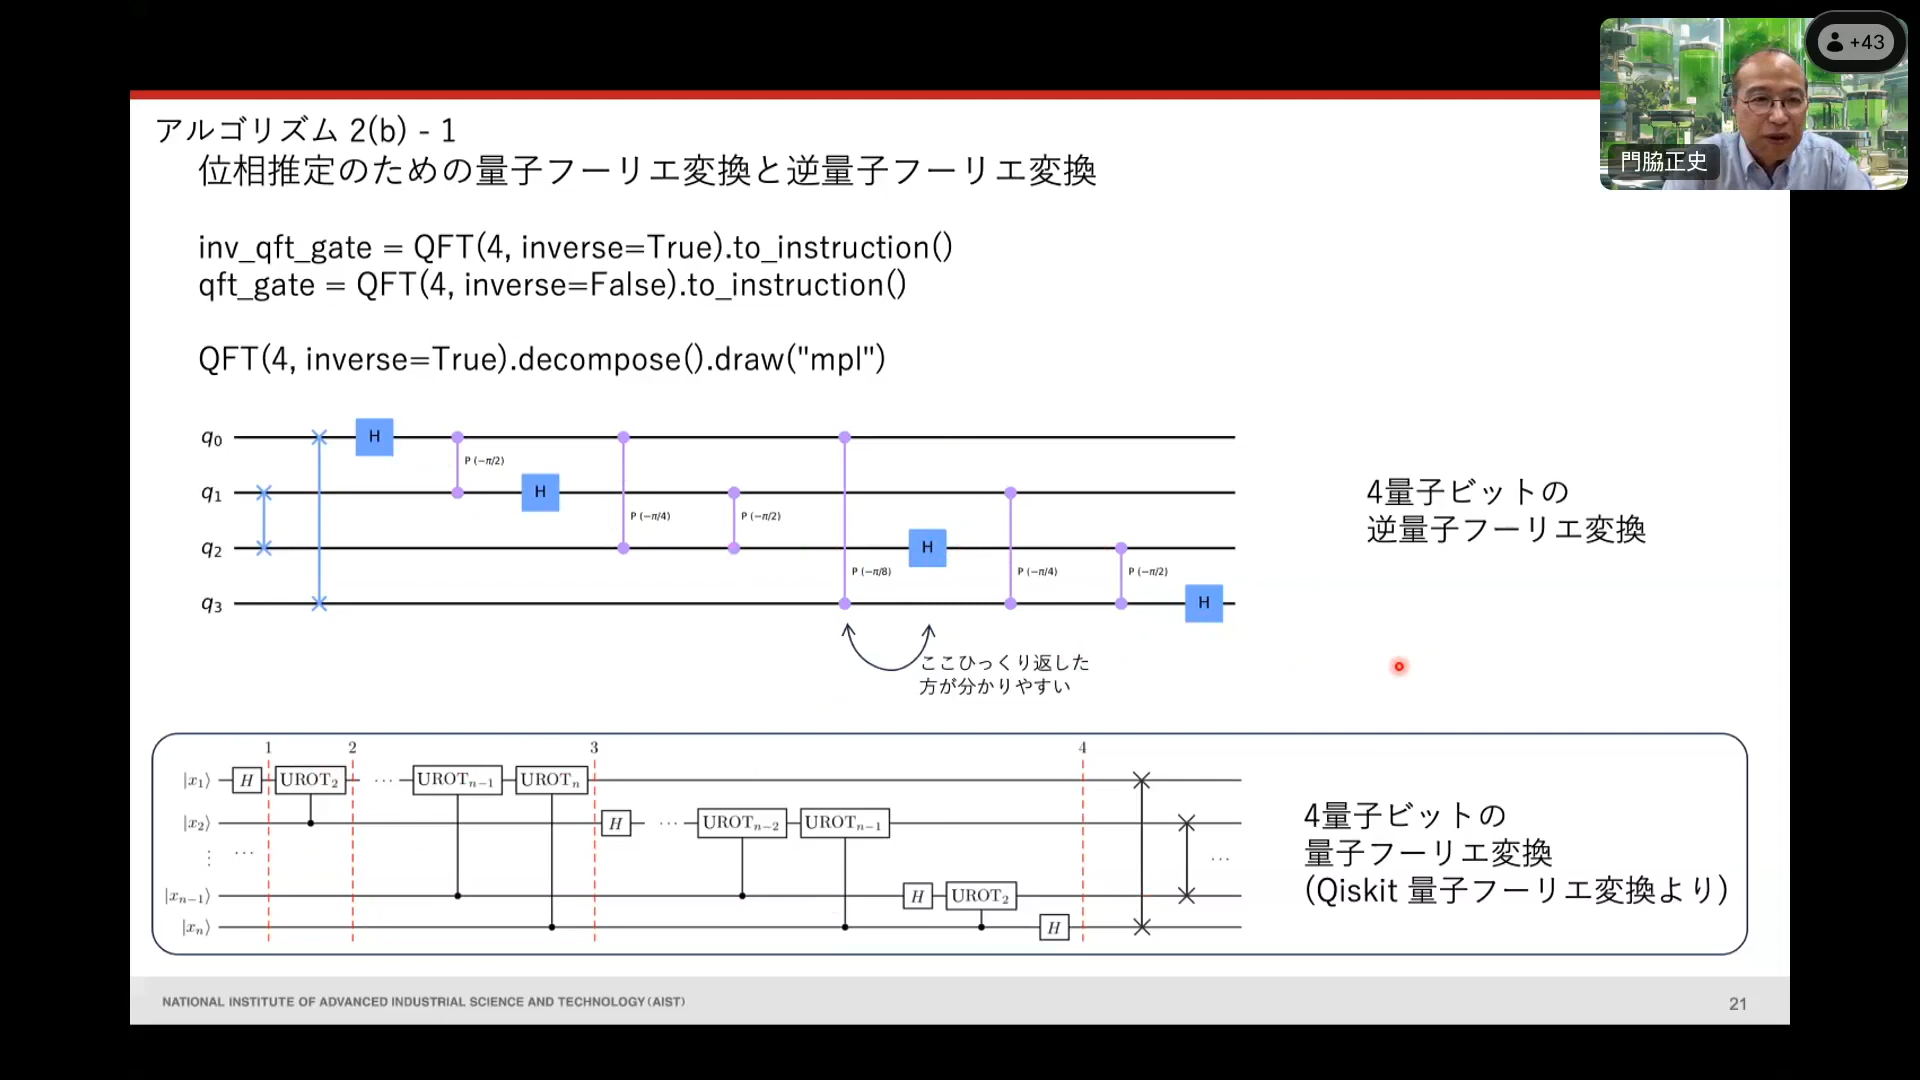 +43
門脇正史
アルゴリズム 2(b) - 1
位相推定のための量子フーリエ変換と逆量子フーリエ変換
inv_qft_gate = QFT(4, inverse=True).to_instruction()
qft_gate = QFT(4, inverse=False).to_instruction()
QFT(4, inverse=True).decompose().draw("mpl")
q0
H
P (−π/2)
q1
H
P (−π/4)
P (−π/2)
q2
H
P (−π/8)
P (−π/4)
P (−π/2)
q3
H
4量子ビットの
逆量子フーリエ変換
ここひっくり返した
方が分かりやすい
1 2 3 4
|x1⟩ H UROT2 ··· UROTn−1 UROTn
|x2⟩ H ··· UROTn−2 UROTn−1
⋮ ··· ···
|xn−1⟩ H UROT2
|xn⟩ H
4量子ビットの
量子フーリエ変換
(Qiskit 量子フーリエ変換より)
NATIONAL INSTITUTE OF ADVANCED INDUSTRIAL SCIENCE AND TECHNOLOGY (AIST)
21